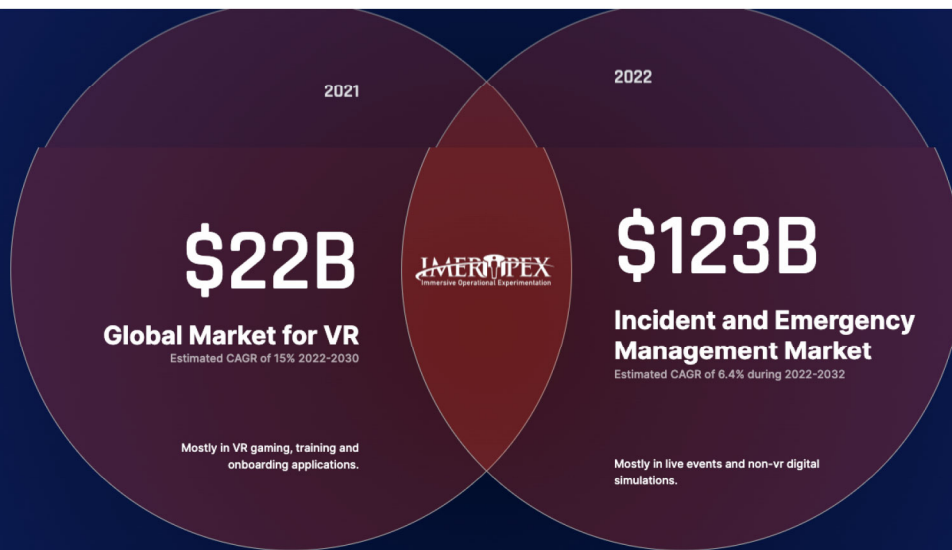 2021
$22B
Global Market for VR
Estimated CAGR of 15% 2022-2030
Mostly in VR gaming, training and
onboarding applications.
IMEROPEX
Immersive Operational Experimentation
2022
$123B
Incident and Emergency
Management Market
Estimated CAGR of 6.4% during 2022-2032
Mostly in live events and non-vr digital
simulations.